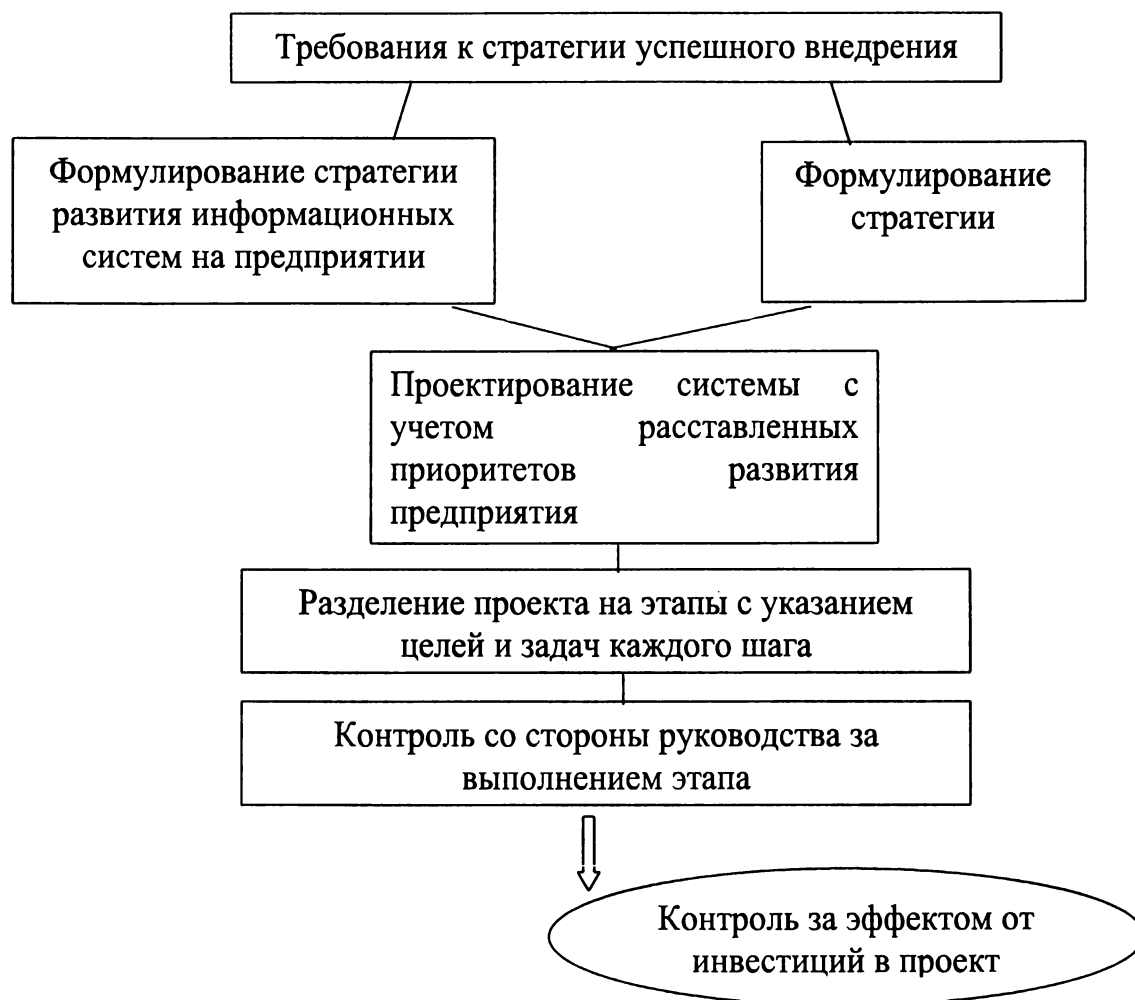 Требования к стратегии успешного внедрения
Формулирование стратегии
развития информационных
систем на предприятии
Формулирование
стратегии
Проектирование системы с
учетом расставленных
приоритетов развития
предприятия
Разделение проекта на этапы с указанием
целей и задач каждого шага
Контроль со стороны руководства за
выполнением этапа
Контроль за эффектом от
инвестиций в проект